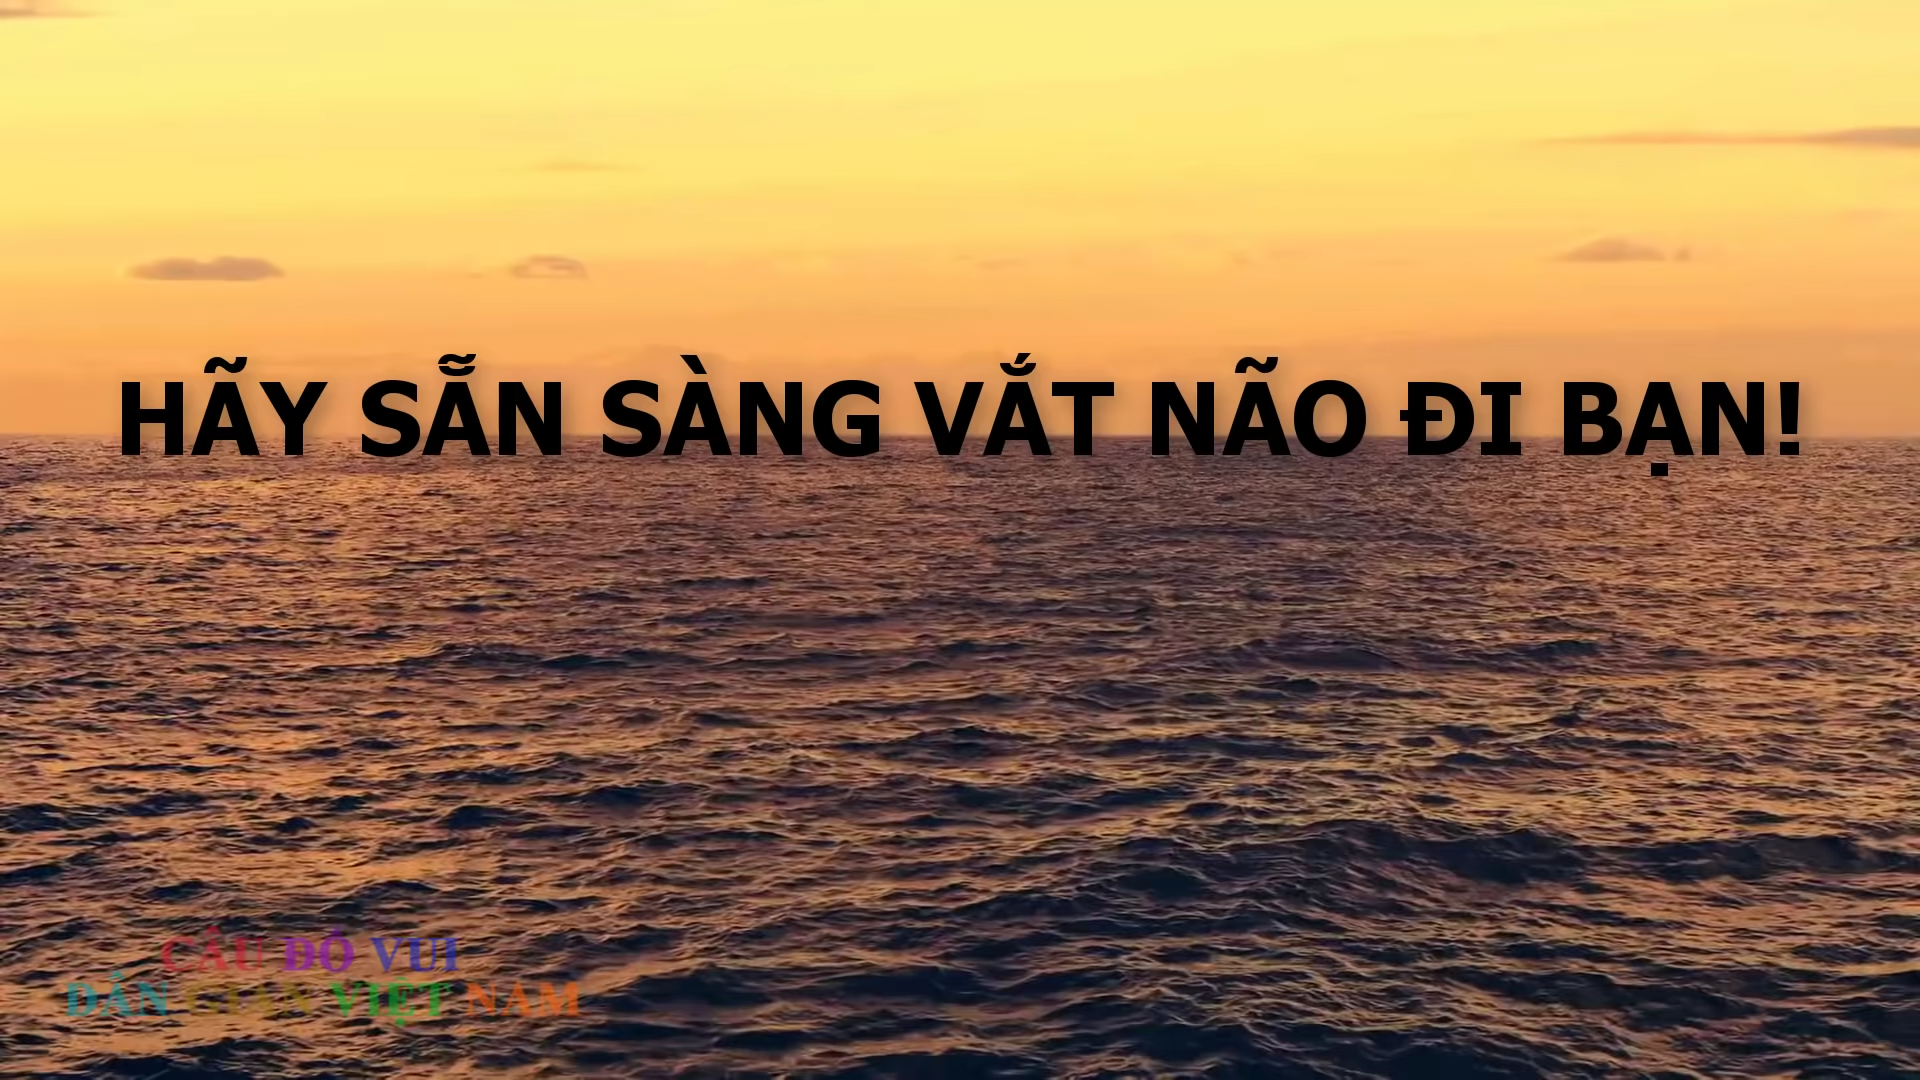 HÃY SẴN SÀNG VẮT NÃO ĐI BẠN!
CÂU ĐỐ VUI
DÂN GIAN VIỆT NAM